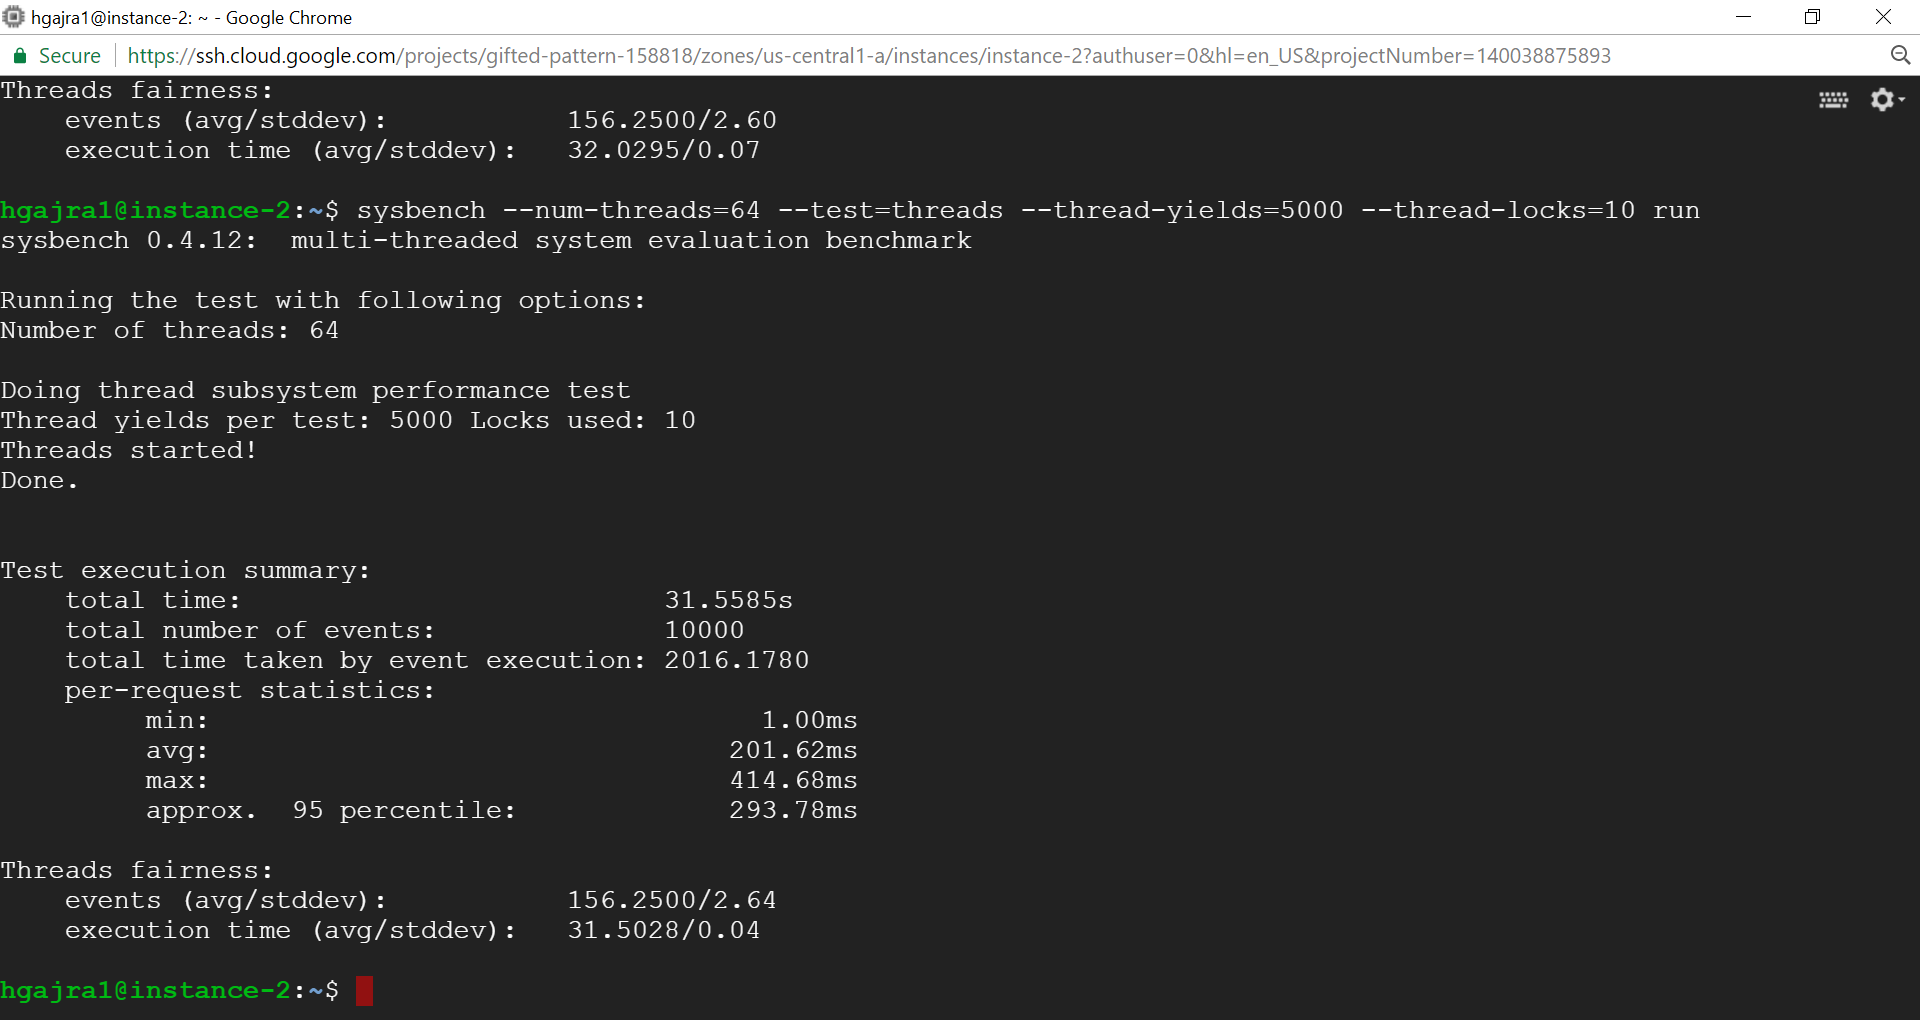 hgajra1@instance-2: ~ - Google Chrome
Secure https://ssh.cloud.google.com/projects/gifted-pattern-158818/zones/us-central1-a/instances/instance-2?authuser=0&hl=en_US&projectNumber=140038875893
Threads fairness:
    events (avg/stddev):           156.2500/2.60
    execution time (avg/stddev):   32.0295/0.07
hgajra1@instance-2:~$ sysbench --num-threads=64 --test=threads --thread-yields=5000 --thread-locks=10 run
sysbench 0.4.12:  multi-threaded system evaluation benchmark
Running the test with following options:
Number of threads: 64
Doing thread subsystem performance test
Thread yields per test: 5000 Locks used: 10
Threads started!
Done.
Test execution summary:
    total time:                          31.5585s
    total number of events:              10000
    total time taken by event execution: 2016.1780
    per-request statistics:
         min:                                  1.00ms
         avg:                                201.62ms
         max:                                414.68ms
         approx.  95 percentile:             293.78ms
Threads fairness:
    events (avg/stddev):           156.2500/2.64
    execution time (avg/stddev):   31.5028/0.04
hgajra1@instance-2:~$